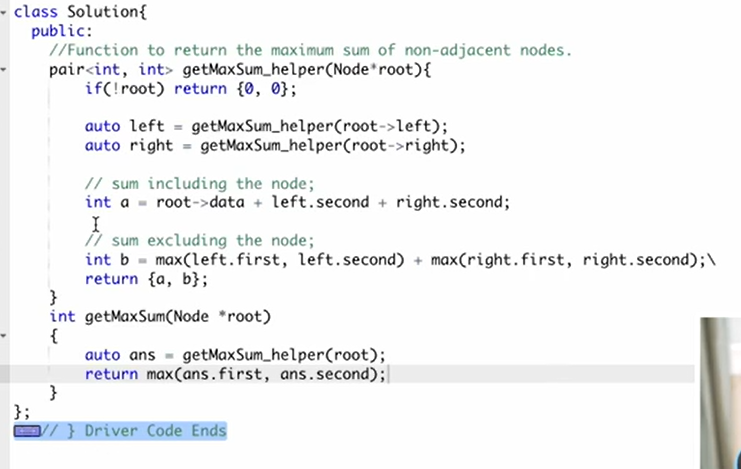 class Solution{
  public:
    //Function to return the maximum sum of non-adjacent nodes.
    pair<int, int> getMaxSum_helper(Node*root){
        if(!root) return {0, 0};

        auto left = getMaxSum_helper(root->left);
        auto right = getMaxSum_helper(root->right);

        // sum including the node;
        int a = root->data + left.second + right.second;

        // sum excluding the node;
        int b = max(left.first, left.second) + max(right.first, right.second);\
        return {a, b};
    }
    int getMaxSum(Node *root)
    {
        auto ans = getMaxSum_helper(root);
        return max(ans.first, ans.second);
    }
};
// } Driver Code Ends